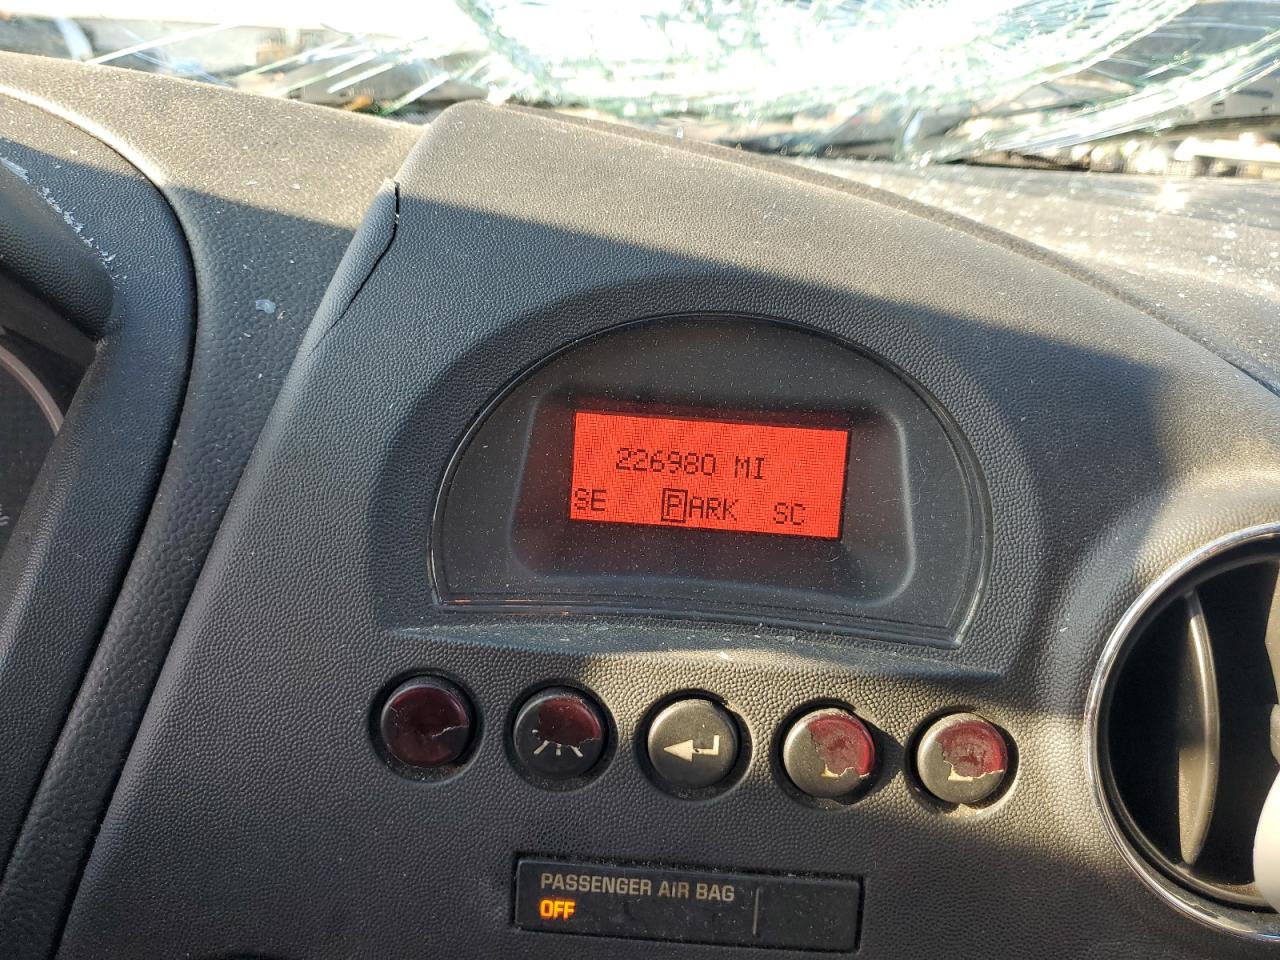 226980 MI
SE PARK SC
PASSENGER AIR BAG
OFF